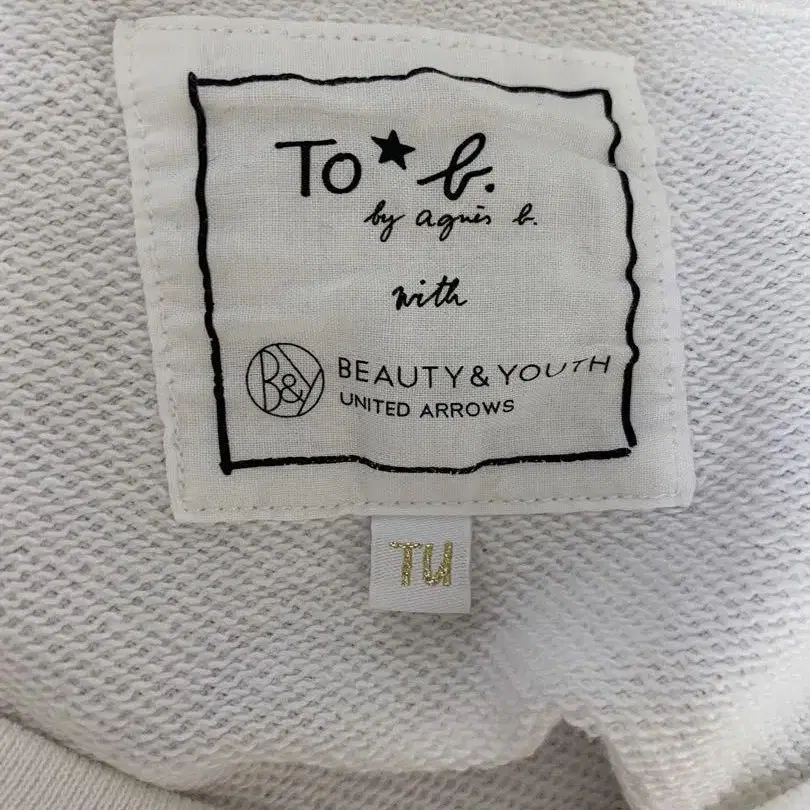 To★b.
by agnès b.
with
B&Y BEAUTY & YOUTH
UNITED ARROWS
TU